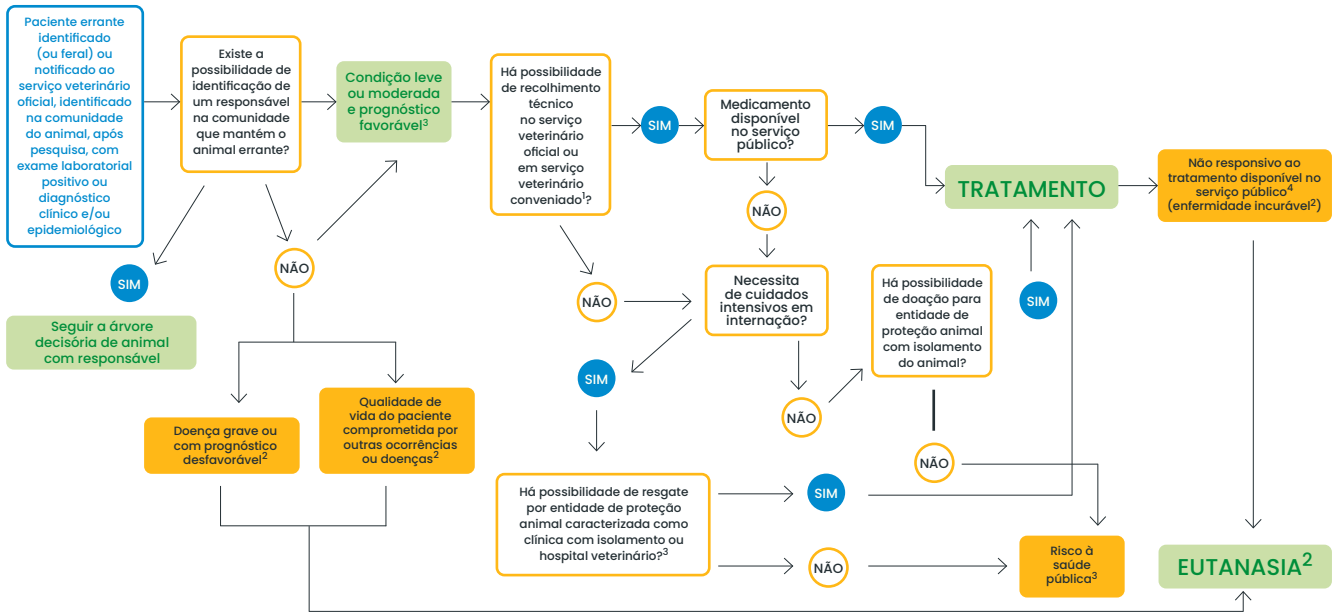 Paciente errante
identificado
(ou feral) ou
notificado ao
serviço veterinário
oficial, identificado
na comunidade
do animal, após
pesquisa, com
exame laboratorial
positivo ou
diagnóstico
clínico e/ou
epidemiológico
Existe a
possibilidade de
identificação de
um responsável
na comunidade
que mantém o
animal errante?
SIM
Seguir a árvore
decisória de animal
com responsável
NÃO
Condição leve
ou moderada
e prognóstico
favorável³
Doença grave ou
com prognóstico
desfavorável²
Qualidade de
vida do paciente
comprometida por
outras ocorrências
ou doenças²
Há possibilidade
de recolhimento
técnico
no serviço
veterinário
oficial ou
em serviço
veterinário
conveniado¹?
SIM
NÃO
Medicamento
disponível
no serviço
público?
SIM
NÃO
Necessita
de cuidados
intensivos em
internação?
SIM
NÃO
Há possibilidade
de doação para
entidade de
proteção animal
com isolamento
do animal?
SIM
NÃO
Há possibilidade de resgate
por entidade de proteção
animal caracterizada como
clínica com isolamento ou
hospital veterinário?³
SIM
NÃO
TRATAMENTO
Não responsivo ao
tratamento disponível no
serviço público⁴
(enfermidade incurável²)
Risco à
saúde
pública³
EUTANASIA²